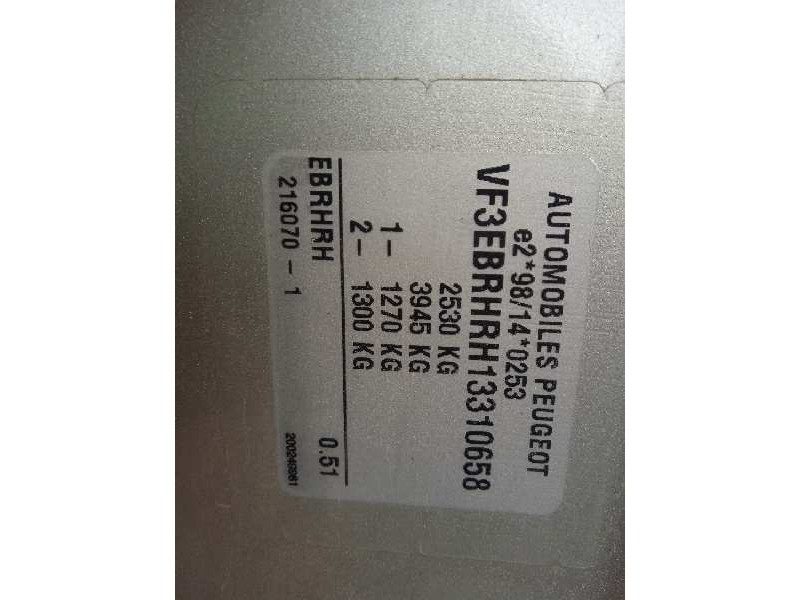 AUTOMOBILES PEUGEOT
e2*98/14*0253
VF3EBRHRH13310658
2530 KG
3945 KG
1- 1270 KG
2- 1300 KG
EBRHRH 0.51
216070-1